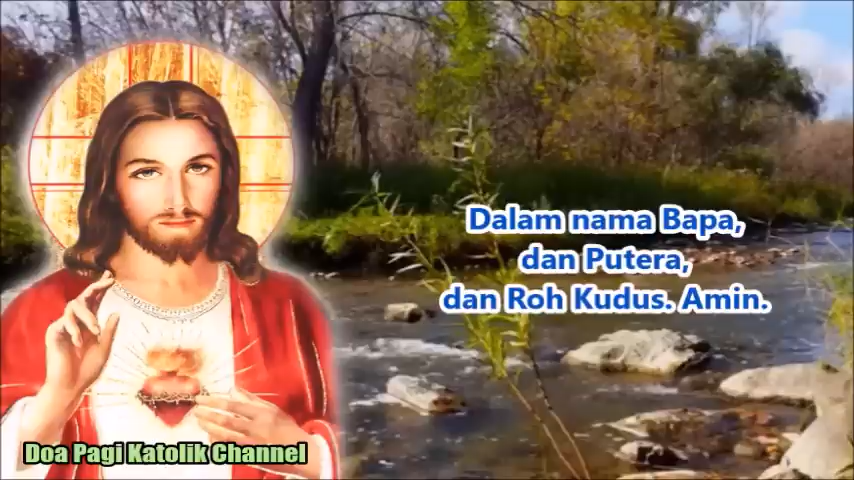 Dalam nama Bapa,
dan Putera,
dan Roh Kudus. Amin.
Doa Pagi Katolik Channel